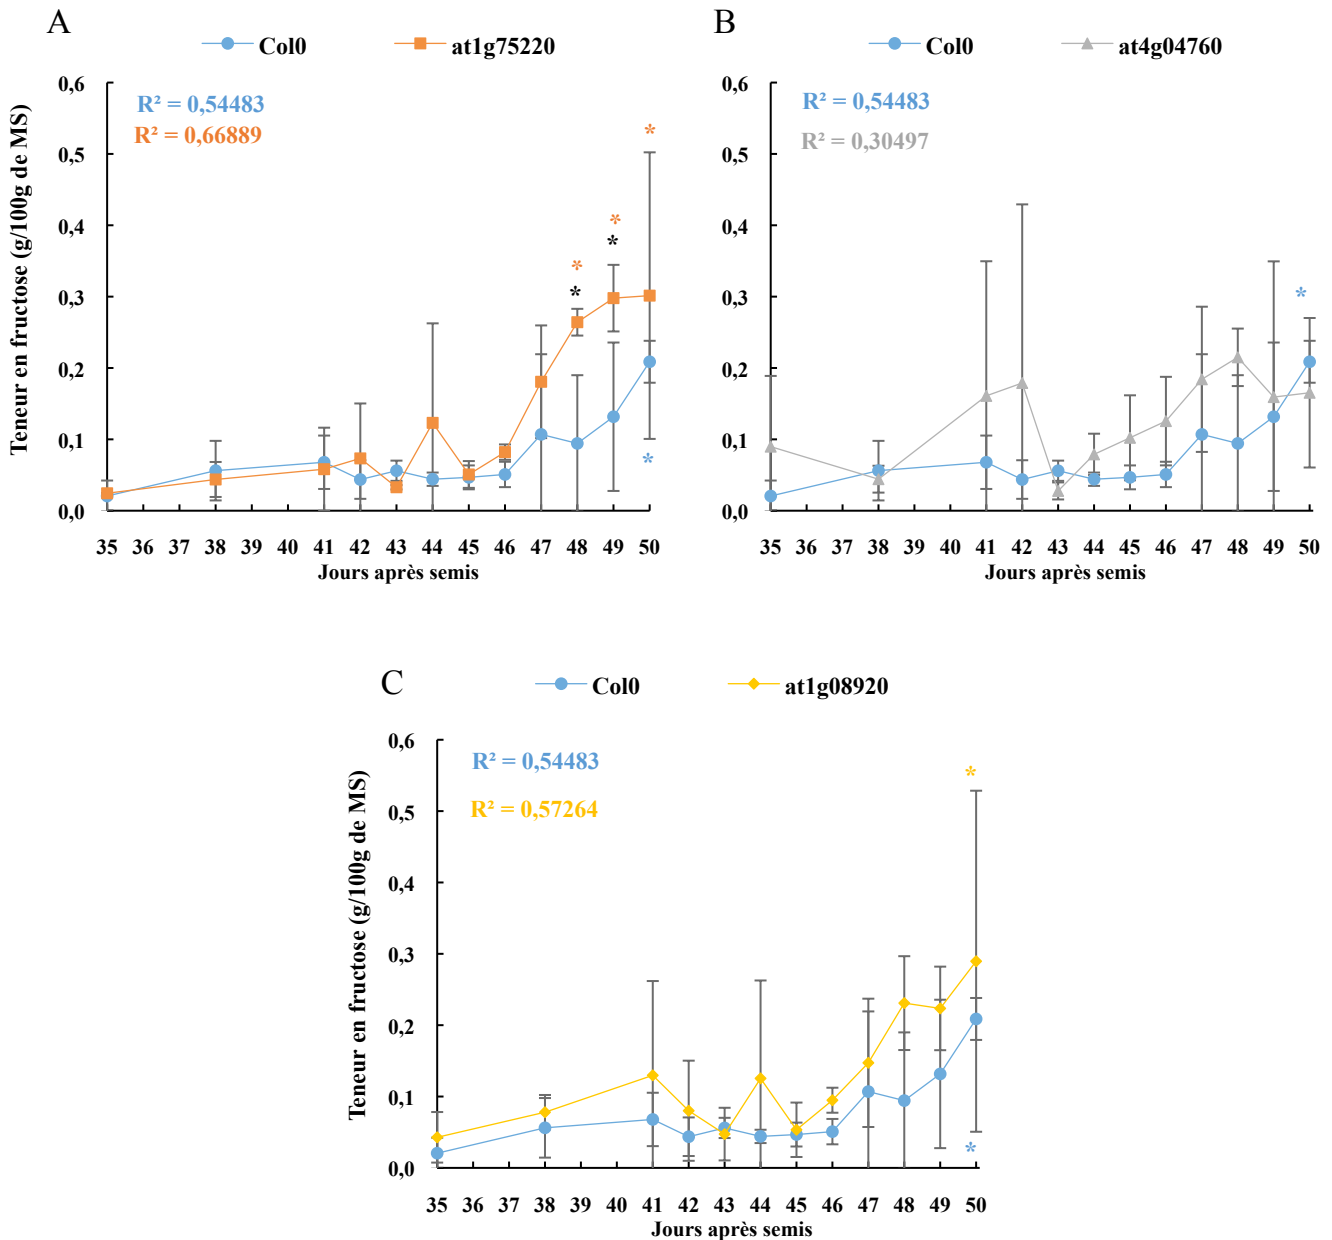 A
Col0 at1g75220
R² = 0,54483
R² = 0,66889
Teneur en fructose (g/100g de MS)
0,6
0,5
0,4
0,3
0,2
0,1
0,0
* * * * * *
35 36 37 38 39 40 41 42 43 44 45 46 47 48 49 50
Jours après semis
B
Col0 at4g04760
R² = 0,54483
R² = 0,30497
0,6
0,5
0,4
0,3
0,2
0,1
0,0
*
35 36 37 38 39 40 41 42 43 44 45 46 47 48 49 50
Jours après semis
C
Col0 at1g08920
R² = 0,54483
R² = 0,57264
Teneur en fructose (g/100g de MS)
0,6
0,5
0,4
0,3
0,2
0,1
0,0
* *
35 36 37 38 39 40 41 42 43 44 45 46 47 48 49 50
Jours après semis